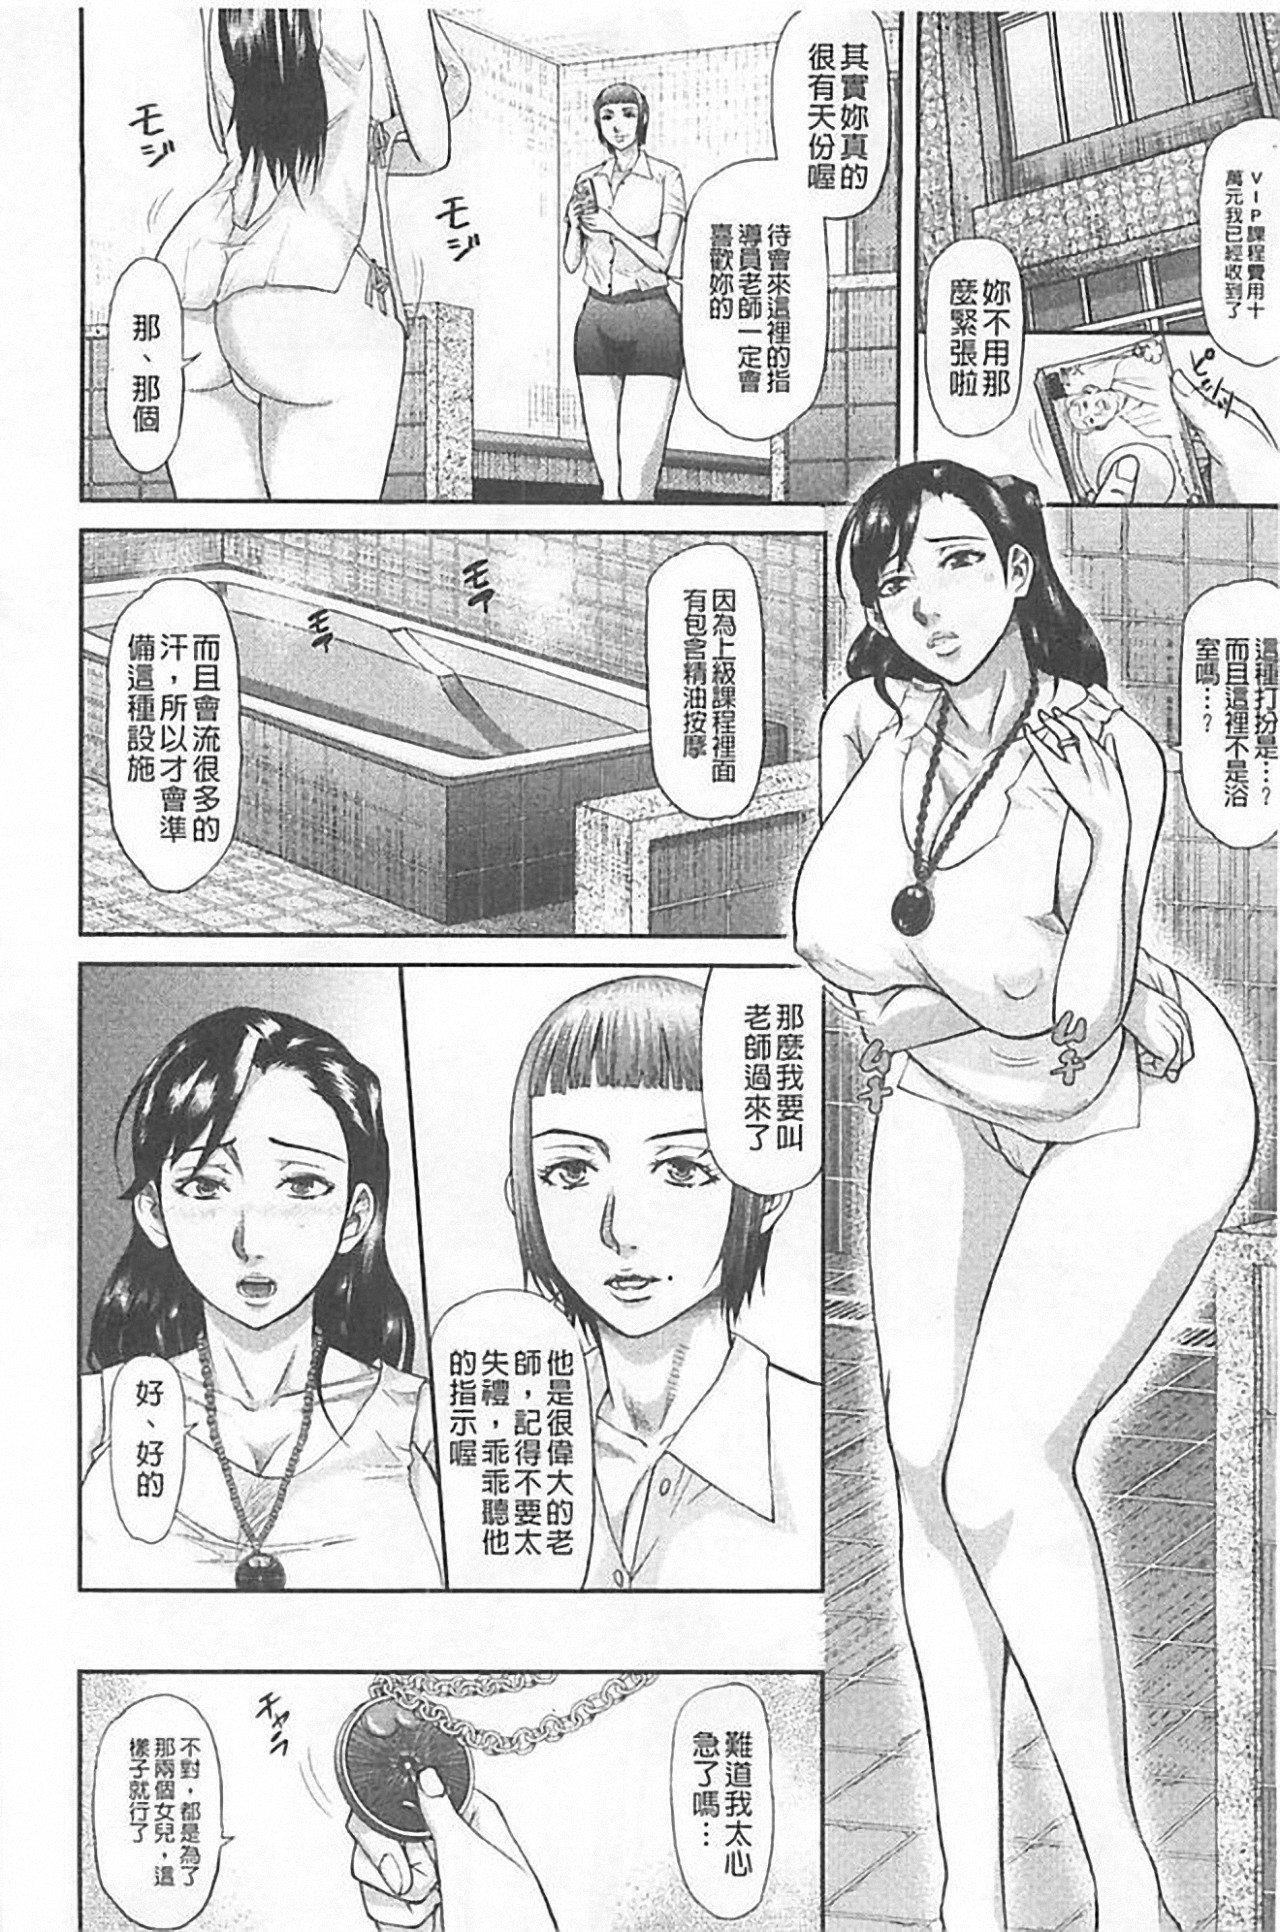 VIP課程費用十
萬元我已經收到了
妳不用那
麼緊張啦
ピッパッ
其實妳真的
很有天份喔
待會來這裡的指
導員老師一定會
喜歡妳的
モジ
モジ
那、那個
這種打扮是…?
而且這裡不是浴
室嗎…?
ムチ
ムチ
因為上級課程裡面
有包含精油按摩
モア
モア
而且會流很多的
汗,所以才會準
備這種設施
那麼我要叫
老師過來了
他是很偉大的老
師,記得不要太
失禮,乖乖聽他
的指示喔
好、好的
難道我太心
急了嗎…
チャラ
不對,都是為了
那兩個女兒,這
樣子就行了